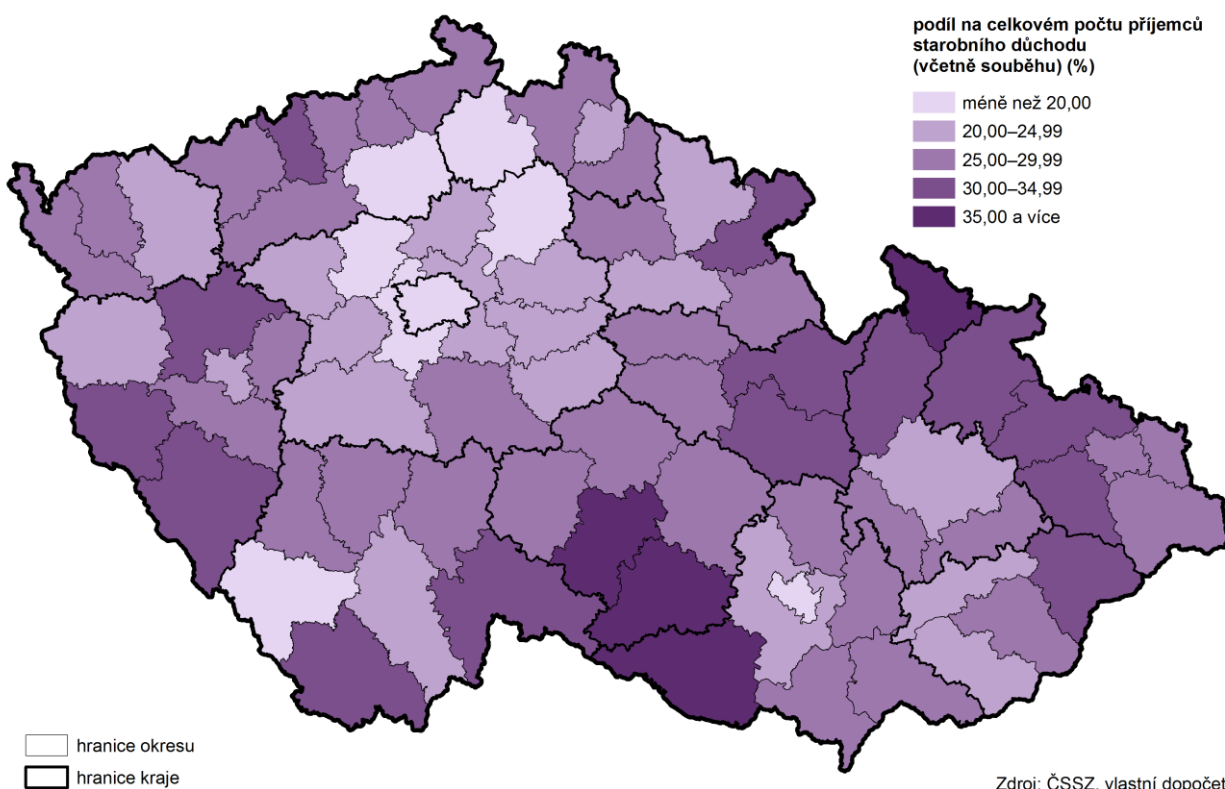 podíl na celkovém počtu příjemců
starobního důchodu
(včetně souběhu) (%)
méně než 20,00
20,00–24,99
25,00–29,99
30,00–34,99
35,00 a více
hranice okresu
hranice kraje
Zdroj: ČSSZ, vlastní dopočet